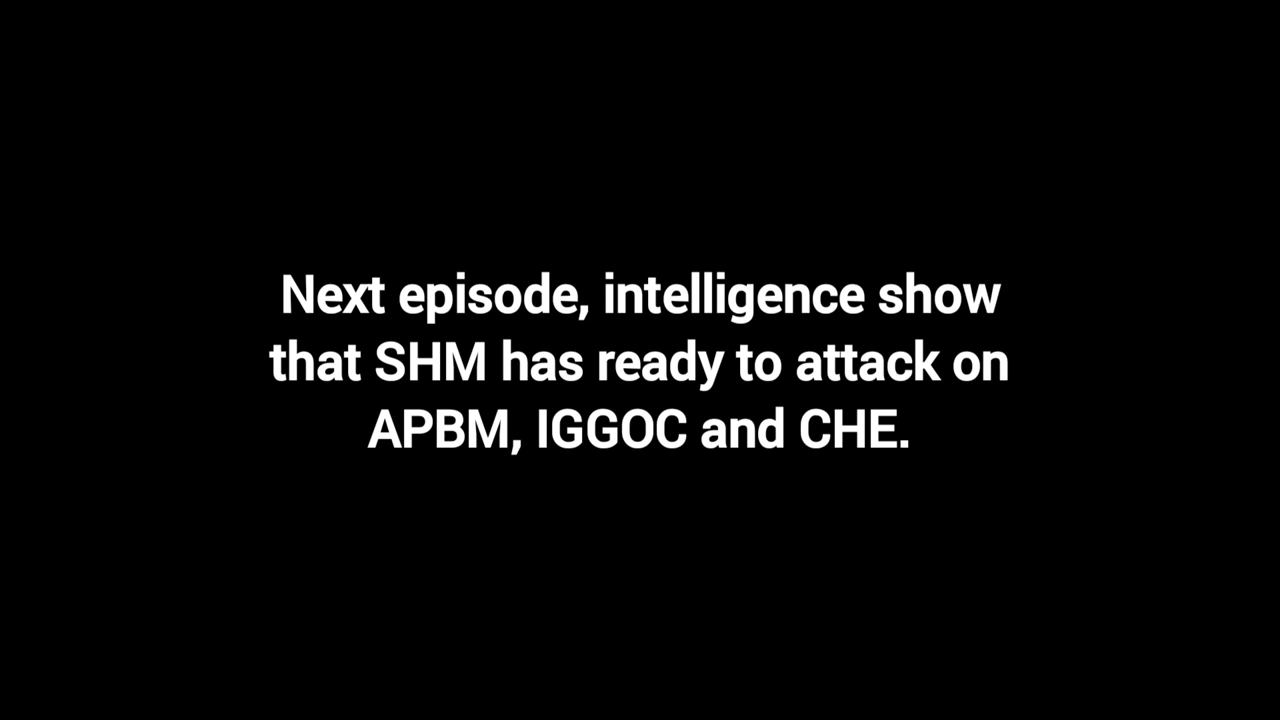 Next episode, intelligence show
that SHM has ready to attack on
APBM, IGGOC and CHE.